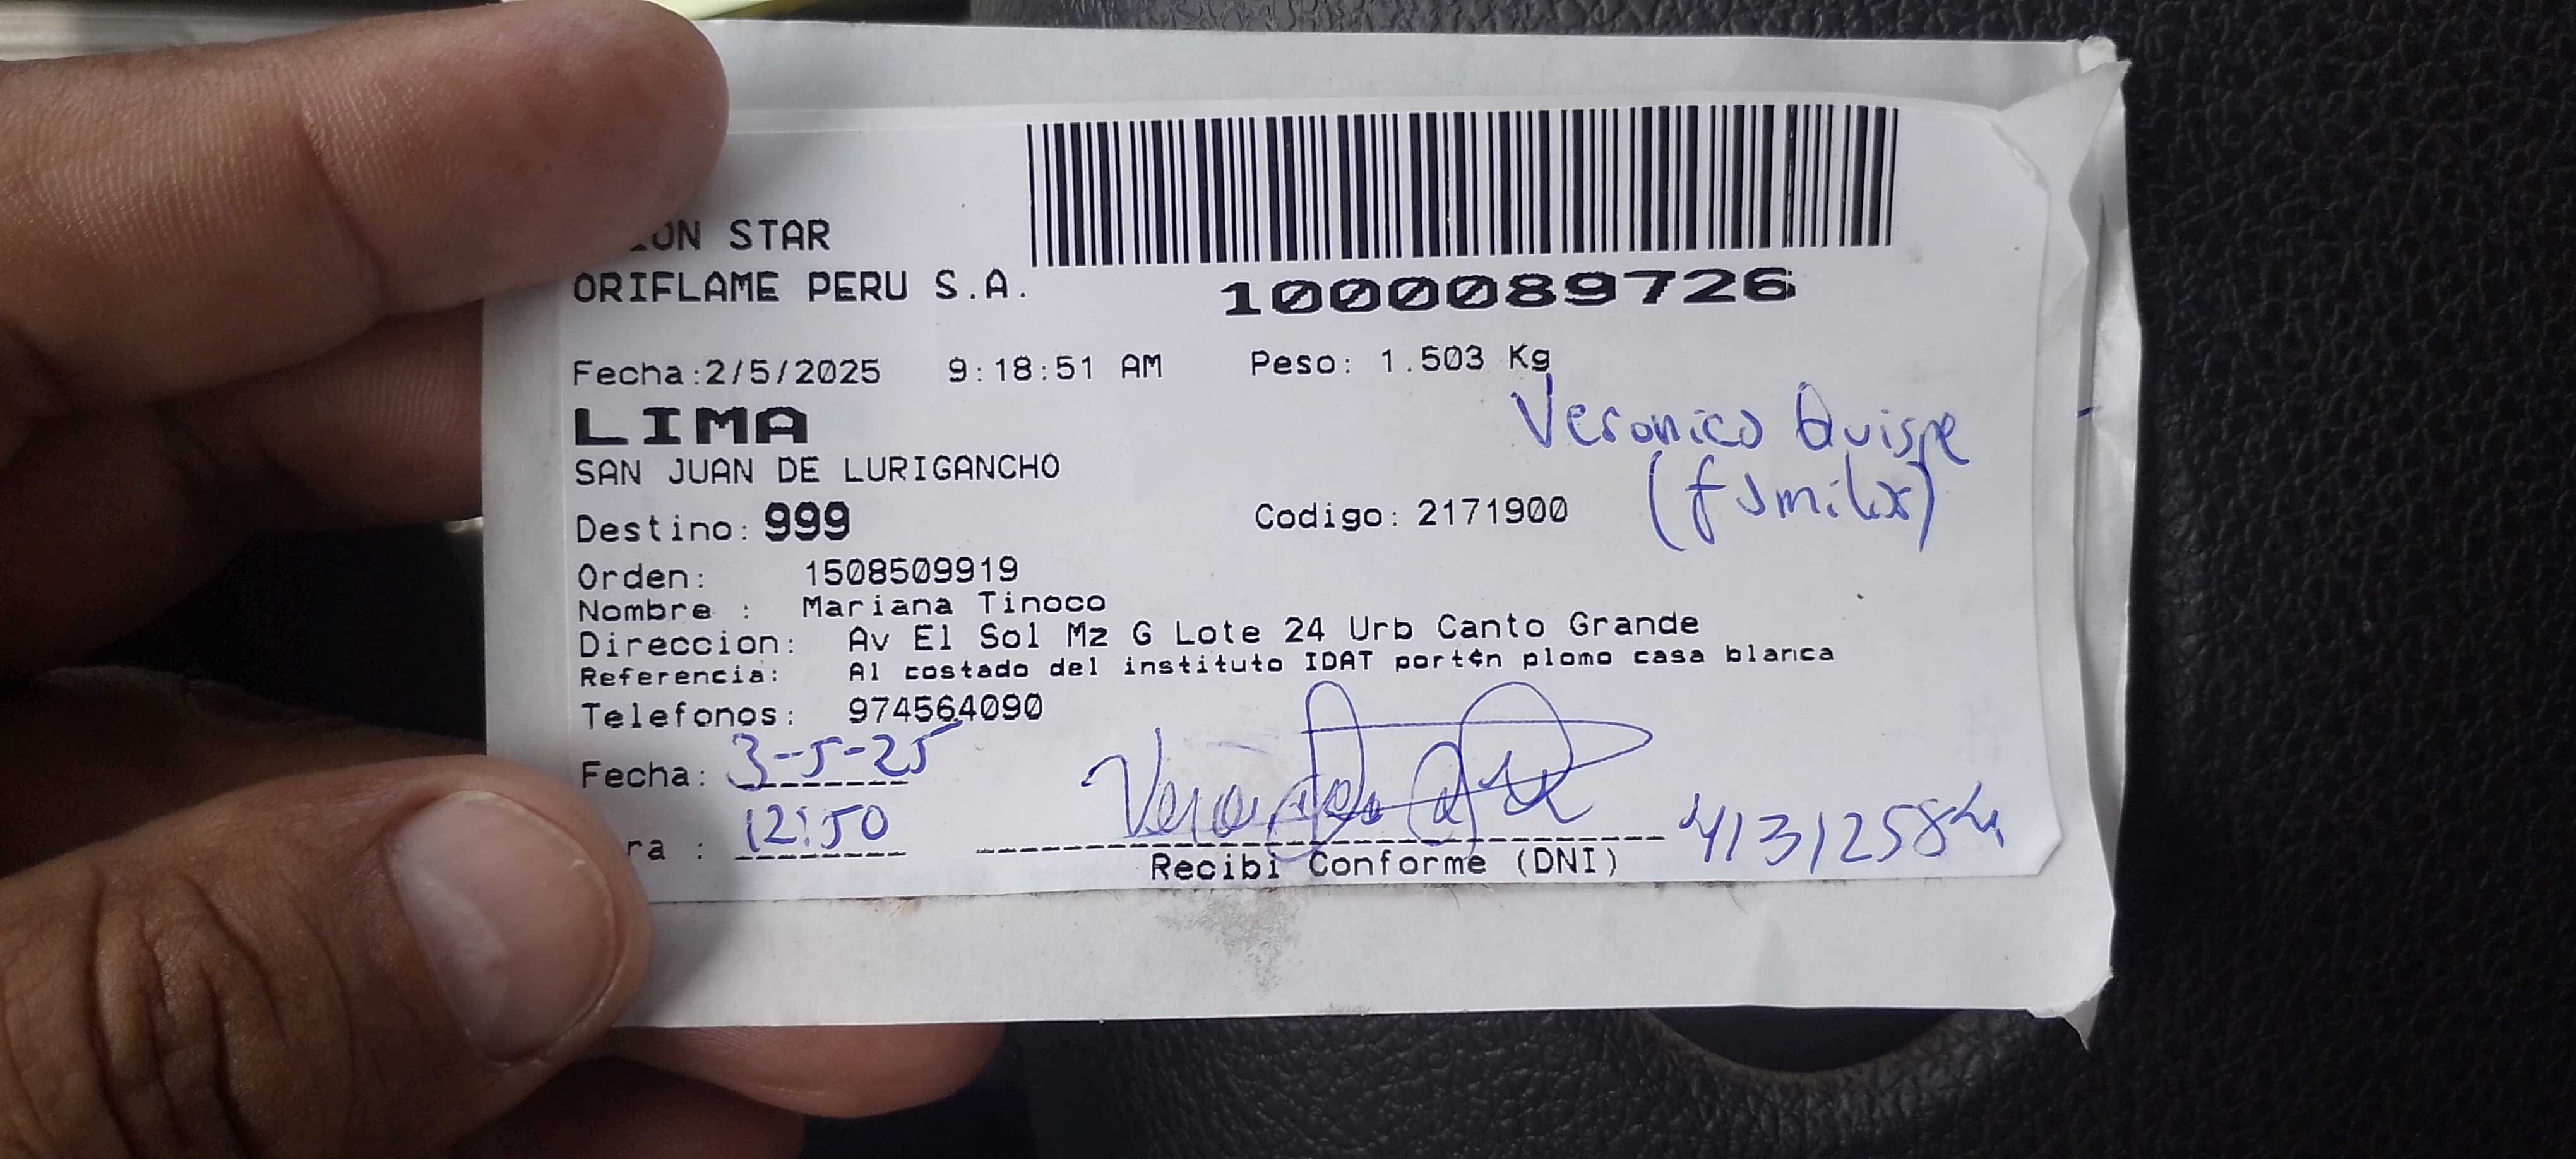 ION STAR
ORIFLAME PERU S.A.
1000089726
Fecha:2/5/2025 9:18:51 AM Peso: 1.503 Kg
LIMA
Veronica Quispe
SAN JUAN DE LURIGANCHO
(familiar)
Destino: 999 Codigo: 2171900
Orden: 1508509919
Nombre : Mariana Tinoco
Direccion: Av El Sol Mz G Lote 24 Urb Canto Grande
Referencia: Al costado del instituto IDAT port¢n plomo casa blanca
Telefonos: 974564090
Fecha: 3-5-25
ra : 12:50
Recibi Conforme (DNI)